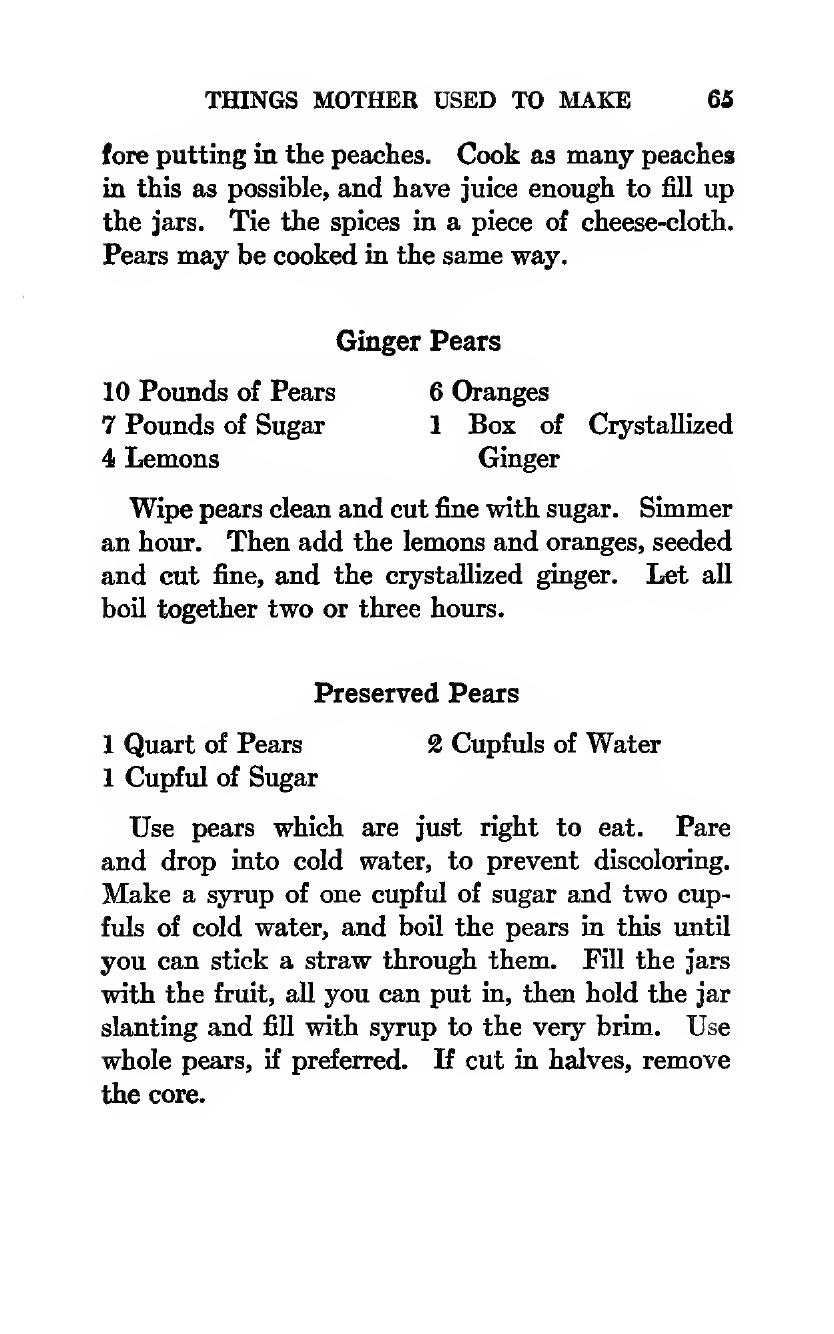 THINGS MOTHER USED TO MAKE 65
fore putting in the peaches. Cook as many peaches
in this as possible, and have juice enough to fill up
the jars. Tie the spices in a piece of cheese-cloth.
Pears may be cooked in the same way.
Ginger Pears
10 Pounds of Pears
7 Pounds of Sugar
4 Lemons
6 Oranges
1 Box of Crystallized
Ginger
Wipe pears clean and cut fine with sugar. Simmer
an hour. Then add the lemons and oranges, seeded
and cut fine, and the crystallized ginger. Let all
boil together two or three hours.
Preserved Pears
1 Quart of Pears
1 Cupful of Sugar
2 Cupfuls of Water
Use pears which are just right to eat. Pare
and drop into cold water, to prevent discoloring.
Make a syrup of one cupful of sugar and two cup-
fuls of cold water, and boil the pears in this until
you can stick a straw through them. Fill the jars
with the fruit, all you can put in, then hold the jar
slanting and fill with syrup to the very brim. Use
whole pears, if preferred. If cut in halves, remove
the core.